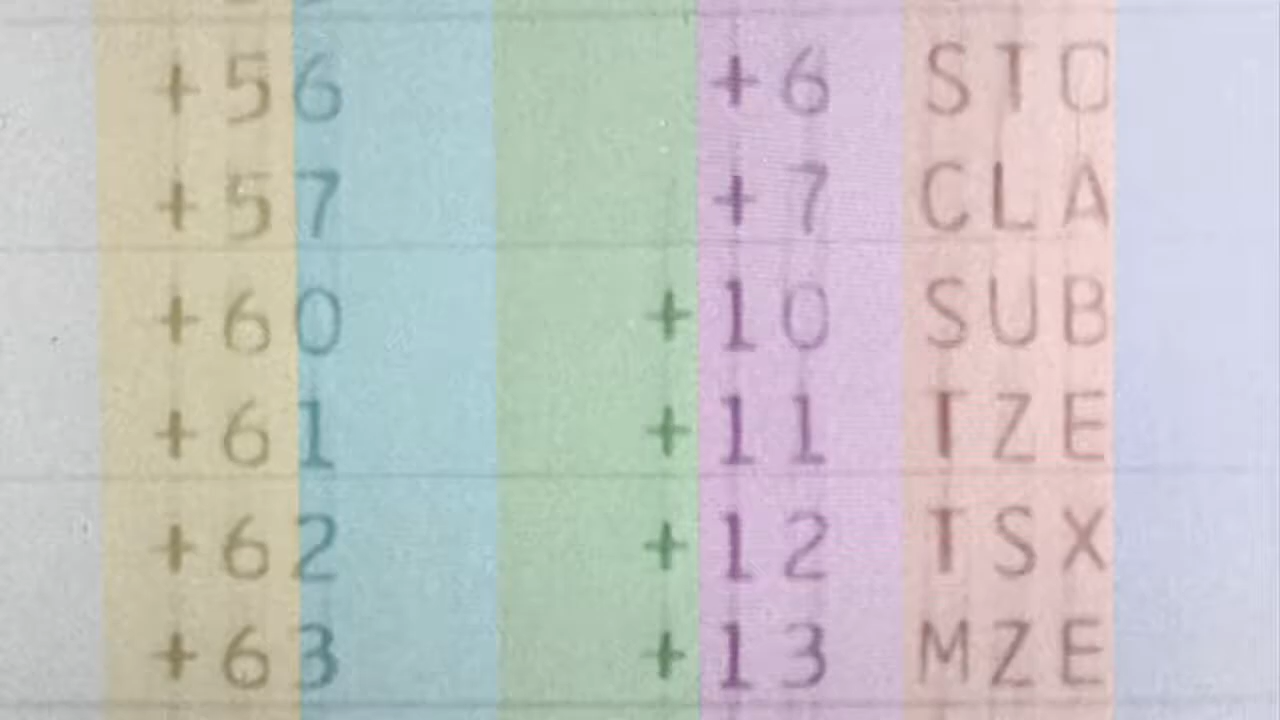 +56 +6 STO
+57 +7 CLA
+60 +10 SUB
+61 +11 TZE
+62 +12 TSX
+63 +13 MZE